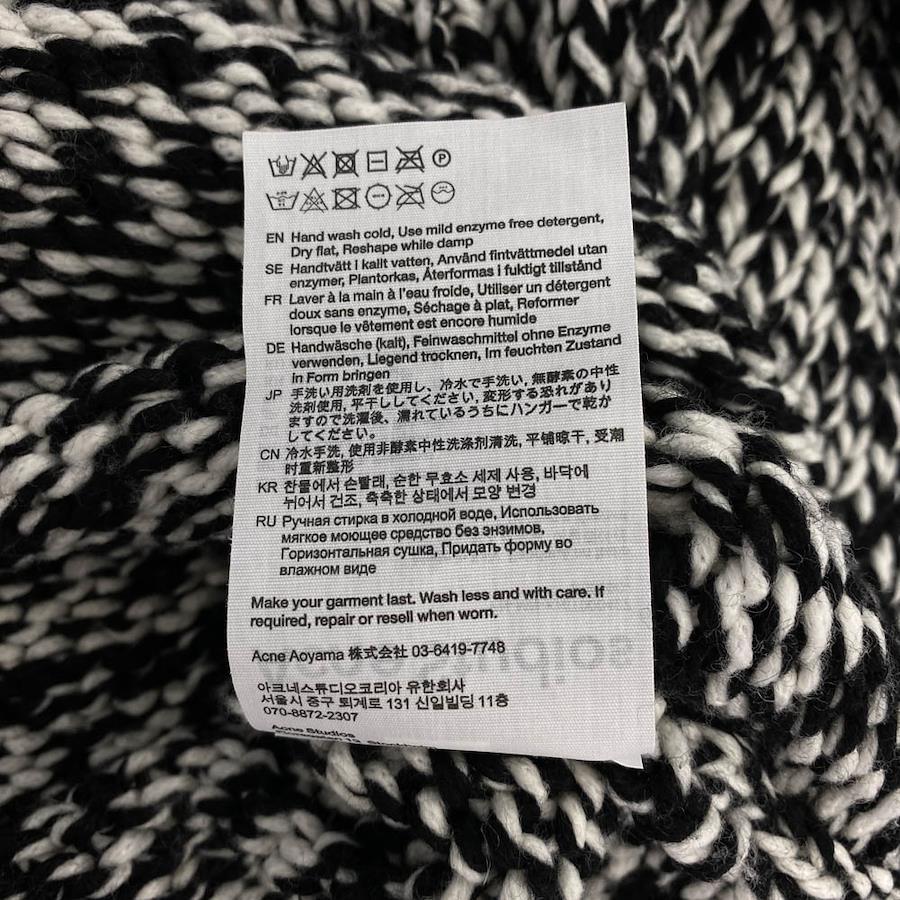 EN Hand wash cold, Use mild enzyme free detergent,
Dry flat, Reshape while damp
SE Handtvätt i kallt vatten, Använd fintvättmedel utan
enzymer, Plantorkas, Återformas i fuktigt tillstånd
FR Laver à la main à l'eau froide, Utiliser un détergent
doux sans enzyme, Séchage à plat, Reformer
lorsque le vêtement est encore humide
DE Handwäsche (kalt), Feinwaschmittel ohne Enzyme
verwenden, Liegend trocknen, Im feuchten Zustand
in Form bringen
JP 手洗い用洗剤を使用し、冷水で手洗い, 無酵素の中性
洗剤使用, 平干ししてください, 変形する恐れがあり
ますので洗濯後、濡れているうちにハンガーで乾か
してください。
CN 冷水手洗, 使用非酵素中性洗涤剂清洗, 平铺晾干, 受潮
时重新整形
KR 찬물에서 손빨래, 순한 무효소 세제 사용, 바닥에
뉘어서 건조, 축축한 상태에서 모양 변경
RU Ручная стирка в холодной воде, Использовать
мягкое моющее средство без энзимов,
Горизонтальная сушка, Придать форму во
влажном виде
Make your garment last. Wash less and with care. If
required, repair or resell when worn.
Acne Aoyama 株式会社 03-6419-7748
아크네스튜디오코리아 유한회사
서울시 중구 퇴계로 131 신일빌딩 11층
070-8872-2307
Acne Studios